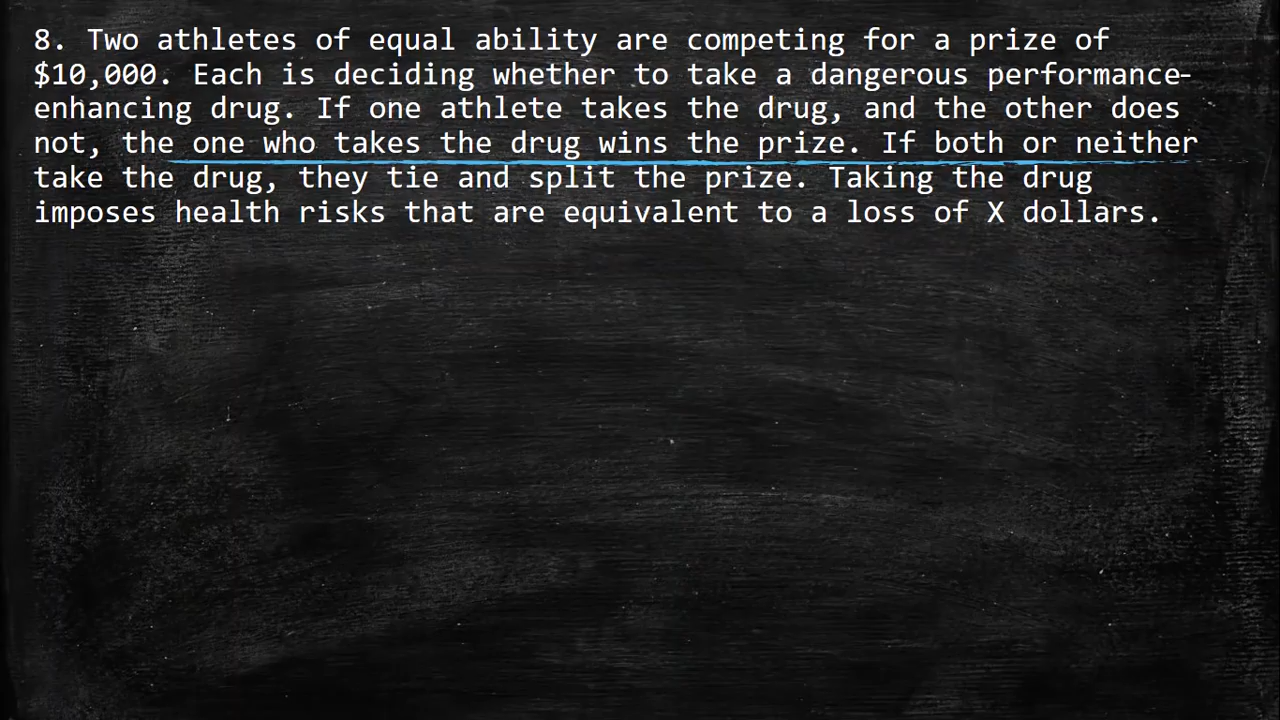 8. Two athletes of equal ability are competing for a prize of
$10,000. Each is deciding whether to take a dangerous performance-
enhancing drug. If one athlete takes the drug, and the other does
not, the one who takes the drug wins the prize. If both or neither
take the drug, they tie and split the prize. Taking the drug
imposes health risks that are equivalent to a loss of X dollars.